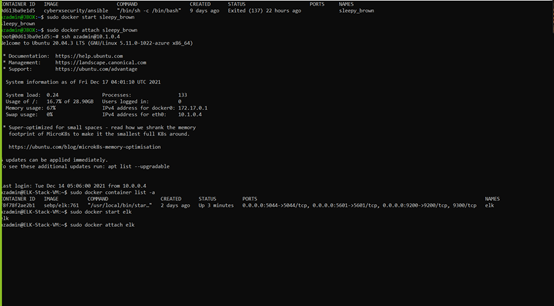 CONTAINER ID   IMAGE   COMMAND   CREATED   STATUS   PORTS   NAMES
0d613ba9e1d5   cyberxsecurity/ansible   "/bin/sh -c /bin/bash"   9 days ago   Exited (137) 22 hours ago   sleepy_brown
azadmin@JBGX:~$ sudo docker start sleepy_brown
sleepy_brown
azadmin@JBGX:~$ sudo docker attach sleepy_brown
root@0d613ba9e1d5:~# ssh azadmin@10.1.0.4
Welcome to Ubuntu 20.04.3 LTS (GNU/Linux 5.11.0-1022-azure x86_64)
* Documentation:  https://help.ubuntu.com
* Management:     https://landscape.canonical.com
* Support:        https://ubuntu.com/advantage
System information as of Fri Dec 17 04:01:10 UTC 2021
System load:  0.24   Processes:   133
Usage of /:   16.7% of 28.90GB   Users logged in:   0
Memory usage: 67%   IPv4 address for docker0: 172.17.0.1
Swap usage:   0%   IPv4 address for eth0:   10.1.0.4
* Super-optimized for small spaces - read how we shrank the memory
footprint of MicroK8s to make it the smallest full K8s around.
https://ubuntu.com/blog/microk8s-memory-optimisation
updates can be applied immediately.
To see these additional updates run: apt list --upgradable
Last login: Tue Dec 14 05:06:00 2021 from 10.0.0.4
azadmin@ELK-Stack-VM:~$ sudo docker container list -a
CONTAINER ID   IMAGE   COMMAND   CREATED   STATUS   PORTS   NAMES
sebp/elk:761   "/usr/local/bin/star…"   2 days ago   Up 3 minutes   0.0.0.0:5044->5044/tcp, 0.0.0.0:5601->5601/tcp, 0.0.0.0:9200->9200/tcp, 9300/tcp   elk
azadmin@ELK-Stack-VM:~$ sudo docker start elk
elk
azadmin@ELK-Stack-VM:~$ sudo docker attach elk